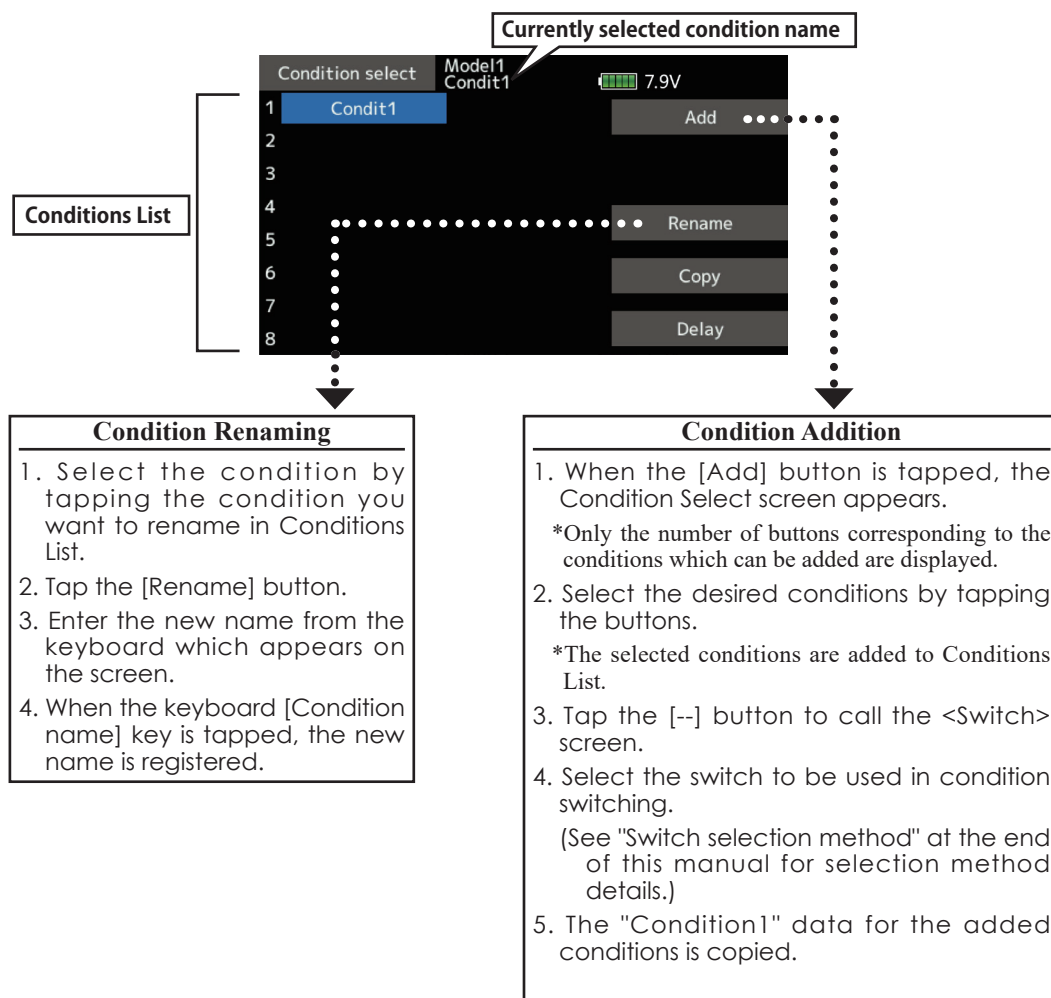 Currently selected condition name
Condition select
Model1
Condit1
7.9V
1 Condit1
Add
2
3
4
Rename
5
6
Copy
7
Delay
8
Conditions List
Condition Renaming
1. Select the condition by
tapping the condition you
want to rename in Conditions
List.
2. Tap the [Rename] button.
3. Enter the new name from the
keyboard which appears on
the screen.
4. When the keyboard [Condition
name] key is tapped, the new
name is registered.
Condition Addition
1. When the [Add] button is tapped, the
Condition Select screen appears.
*Only the number of buttons corresponding to the
conditions which can be added are displayed.
2. Select the desired conditions by tapping
the buttons.
*The selected conditions are added to Conditions
List.
3. Tap the [--] button to call the <Switch>
screen.
4. Select the switch to be used in condition
switching.
(See "Switch selection method" at the end
of this manual for selection method
details.)
5. The "Condition1" data for the added
conditions is copied.